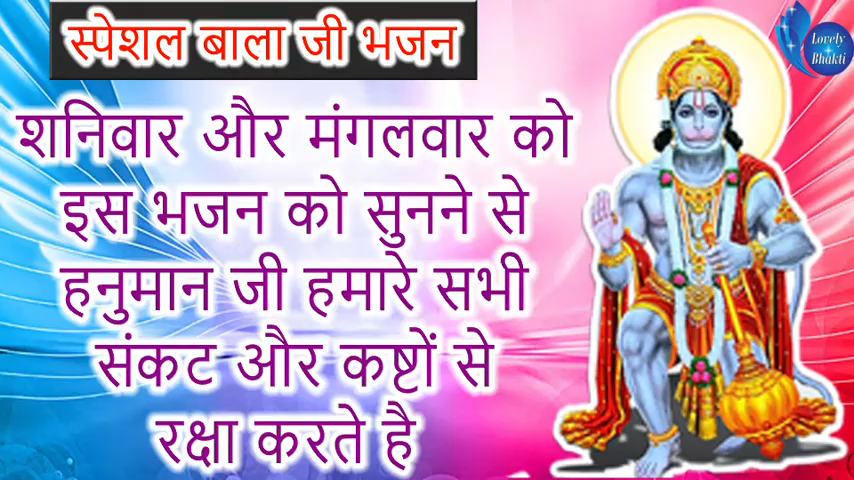 स्पेशल बाला जी भजन
Lovely
Bhakti
शनिवार और मंगलवार को
इस भजन को सुनने से
हनुमान जी हमारे सभी
संकट और कष्टों से
रक्षा करते है